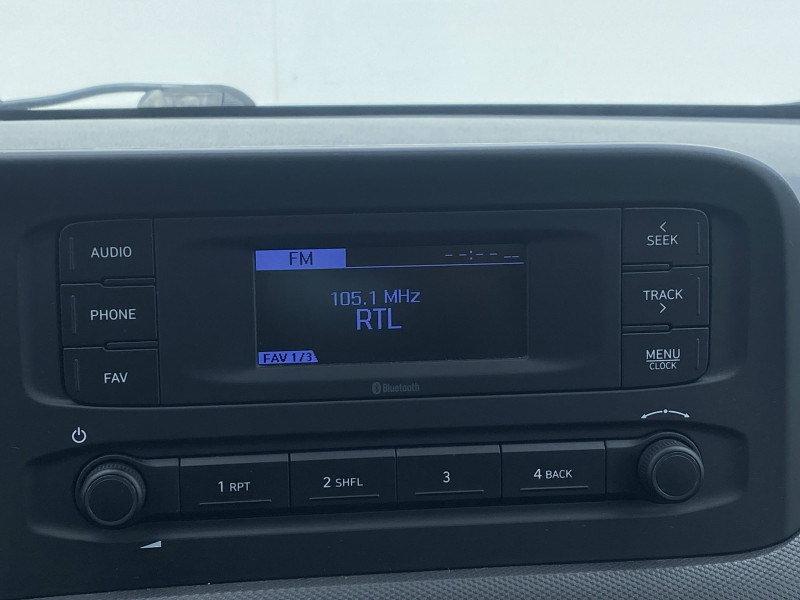 AUDIO
PHONE
FAV
FM --:-- __
105.1 MHz
RTL
FAV 1/3
Bluetooth
< SEEK
TRACK >
MENU
CLOCK
1 RPT
2 SHFL
3
4 BACK